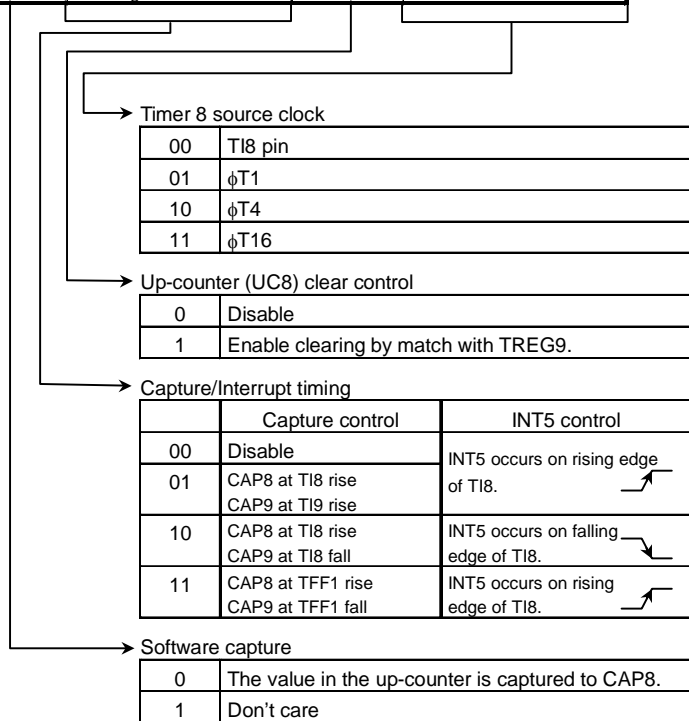 Timer 8 source clock
00 TI8 pin
01 ϕT1
10 ϕT4
11 ϕT16
Up-counter (UC8) clear control
0 Disable
1 Enable clearing by match with TREG9.
Capture/Interrupt timing
Capture control INT5 control
00 Disable INT5 occurs on rising edge of TI8.
01 CAP8 at TI8 rise
CAP9 at TI9 rise
10 CAP8 at TI8 rise INT5 occurs on falling
CAP9 at TI8 fall edge of TI8.
11 CAP8 at TFF1 rise INT5 occurs on rising
CAP9 at TFF1 fall edge of TI8.
Software capture
0 The value in the up-counter is captured to CAP8.
1 Don't care